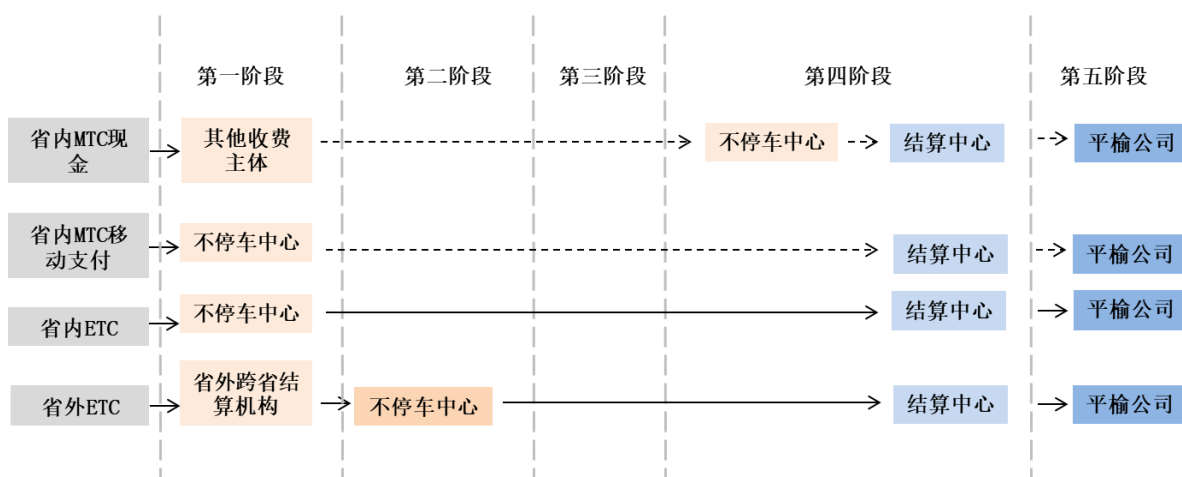 第一阶段
第二阶段
第三阶段
第四阶段
第五阶段
省内MTC现
金
其他收费
主体
不停车中心
结算中心
平榆公司
省内MTC移
动支付
不停车中心
结算中心
平榆公司
省内ETC
不停车中心
结算中心
平榆公司
省外ETC
省外跨省结
算机构
不停车中心
结算中心
平榆公司